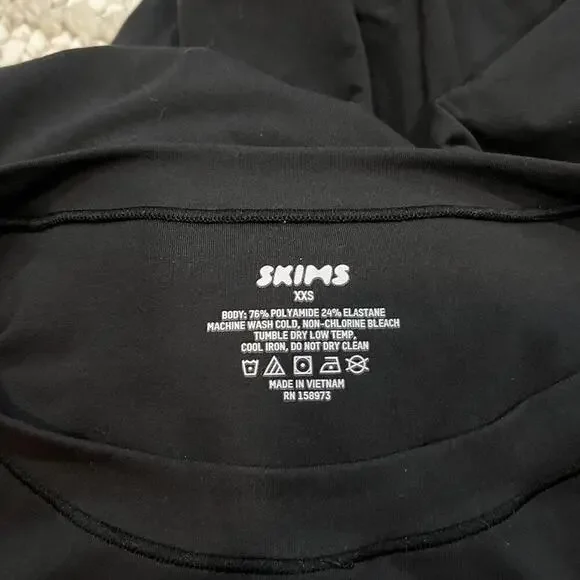 SKIMS
XXS
BODY: 76% POLYAMIDE 24% ELASTANE
MACHINE WASH COLD, NON-CHLORINE BLEACH
TUMBLE DRY LOW TEMP,
COOL IRON, DO NOT DRY CLEAN
MADE IN VIETNAM
RN 158973